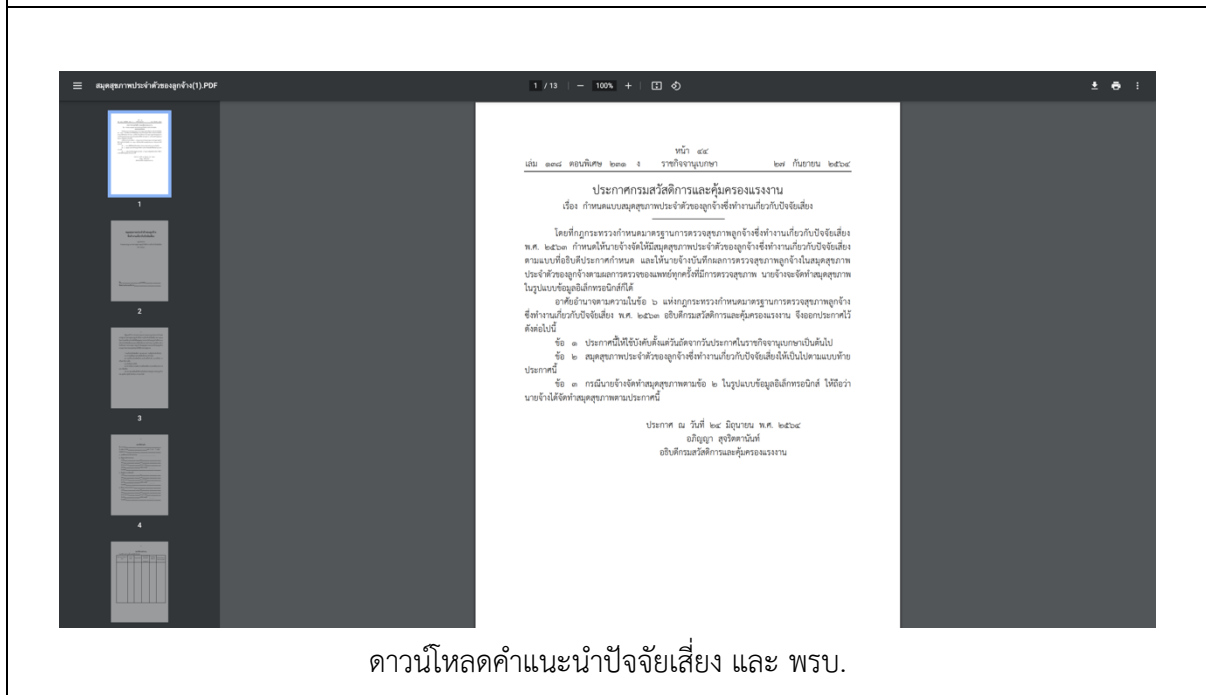 สมุดสุขภาพประจำตัวของลูกจ้าง(1).PDF
1 / 13
100%
หน้า ๔๔
เล่ม ๑๓๘ ตอนพิเศษ ๒๓๑ ง ราชกิจจานุเบกษา ๒๗ กันยายน ๒๕๖๔
ประกาศกรมสวัสดิการและคุ้มครองแรงงาน
เรื่อง กำหนดแบบสมุดสุขภาพประจำตัวของลูกจ้างซึ่งทำงานเกี่ยวกับปัจจัยเสี่ยง
โดยที่กฎกระทรวงกำหนดมาตรฐานการตรวจสุขภาพลูกจ้างซึ่งทำงานเกี่ยวกับปัจจัยเสี่ยง
พ.ศ. ๒๕๖๓ กำหนดให้นายจ้างจัดให้มีสมุดสุขภาพประจำตัวของลูกจ้างซึ่งทำงานเกี่ยวกับปัจจัยเสี่ยง
ตามแบบที่อธิบดีประกาศกำหนด และให้นายจ้างบันทึกผลการตรวจสุขภาพลูกจ้างในสมุดสุขภาพ
ประจำตัวของลูกจ้างตามผลการตรวจของแพทย์ทุกครั้งที่มีการตรวจสุขภาพ นายจ้างจะจัดทำสมุดสุขภาพ
ในรูปแบบข้อมูลอิเล็กทรอนิกส์ก็ได้
อาศัยอำนาจตามความในข้อ ๖ แห่งกฎกระทรวงกำหนดมาตรฐานการตรวจสุขภาพลูกจ้าง
ซึ่งทำงานเกี่ยวกับปัจจัยเสี่ยง พ.ศ. ๒๕๖๓ อธิบดีกรมสวัสดิการและคุ้มครองแรงงาน จึงออกประกาศไว้
ดังต่อไปนี้
ข้อ ๑ ประกาศนี้ให้ใช้บังคับตั้งแต่วันถัดจากวันประกาศในราชกิจจานุเบกษาเป็นต้นไป
ข้อ ๒ สมุดสุขภาพประจำตัวของลูกจ้างซึ่งทำงานเกี่ยวกับปัจจัยเสี่ยงให้เป็นไปตามแบบท้าย
ประกาศนี้
ข้อ ๓ กรณีนายจ้างจัดทำสมุดสุขภาพตามข้อ ๒ ในรูปแบบข้อมูลอิเล็กทรอนิกส์ ให้ถือว่า
นายจ้างได้จัดทำสมุดสุขภาพตามประกาศนี้
ประกาศ ณ วันที่ ๒๔ มิถุนายน พ.ศ. ๒๕๖๔
อภิญญา สุจริตตานันท์
อธิบดีกรมสวัสดิการและคุ้มครองแรงงาน
1
2
3
4
ดาวน์โหลดคำแนะนำปัจจัยเสี่ยง และ พรบ.